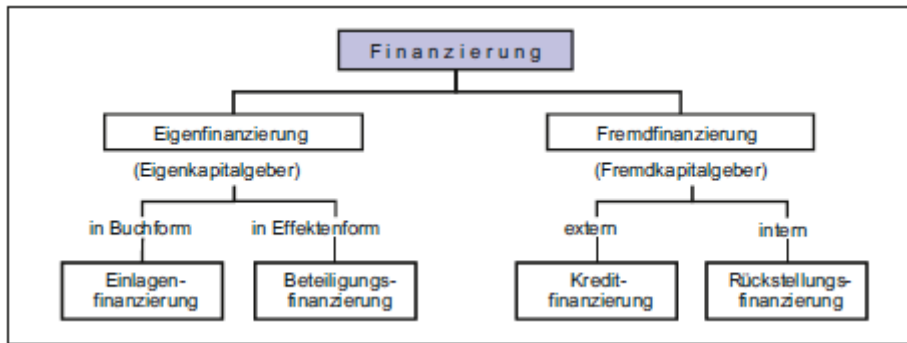 Finanzierung
Eigenfinanzierung
Fremdfinanzierung
(Eigenkapitalgeber)
(Fremdkapitalgeber)
in Buchform
in Effektenform
extern
intern
Einlagen-
finanzierung
Beteiligungs-
finanzierung
Kredit-
finanzierung
Rückstellungs-
finanzierung